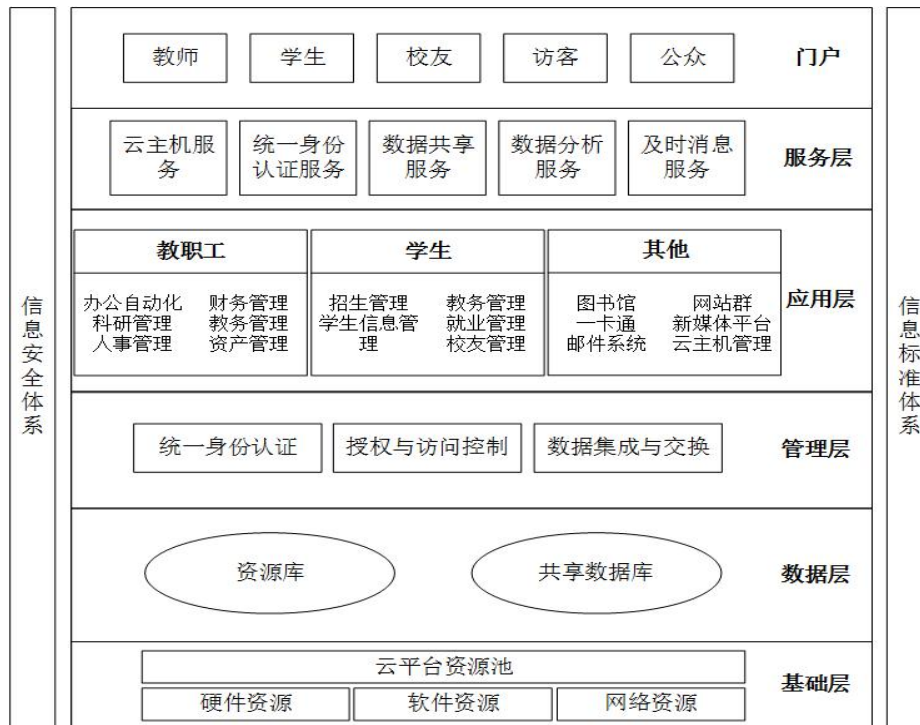 教师 学生 校友 访客 公众 门户
云主机服 统一身份 数据共享 数据分析 及时消息
务 认证服务 服务 服务 服务
服务层
教职工 学生 其他
办公自动化 财务管理 招生管理 教务管理 图书馆 网站群
科研管理 教务管理 学生信息管 就业管理 一卡通 新媒体平台
人事管理 资产管理 理 校友管理 邮件系统 云主机管理
应用层
统一身份认证 授权与访问控制 数据集成与交换 管理层
资源库 共享数据库 数据层
云平台资源池
硬件资源 软件资源 网络资源
基础层
信息安全体系
信息标准体系